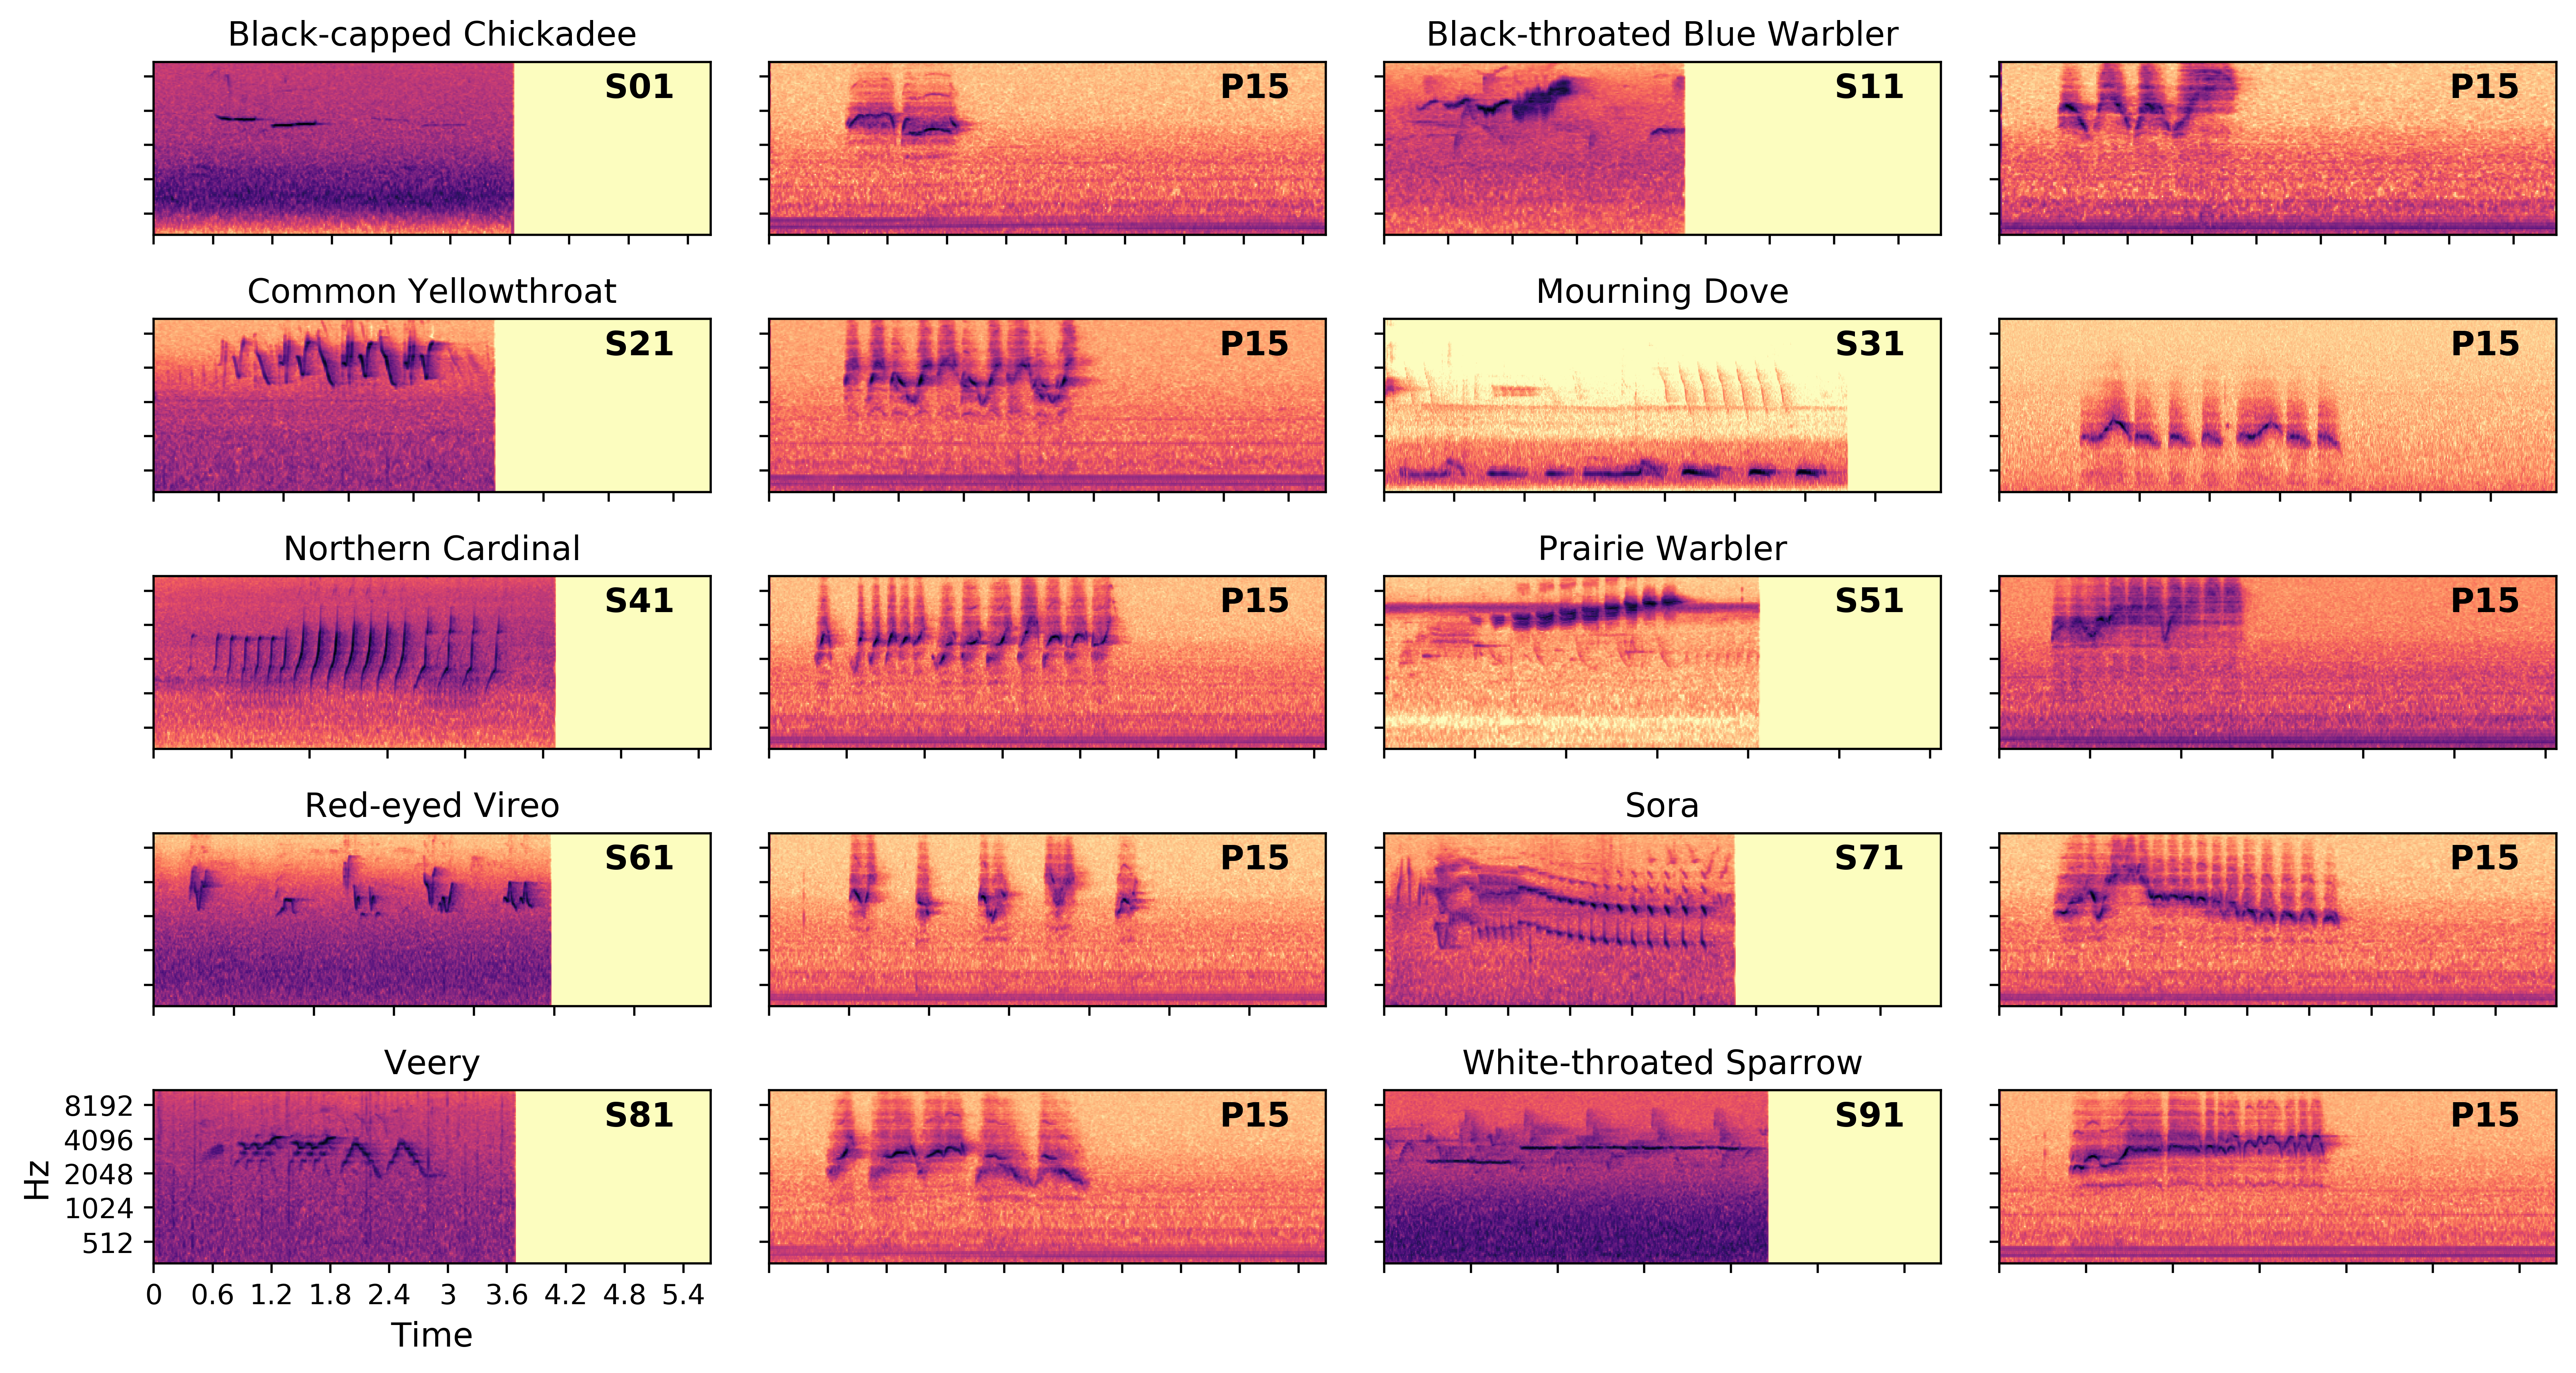 Black-capped Chickadee
Black-throated Blue Warbler
S01
P15
S11
P15
Common Yellowthroat
Mourning Dove
S21
P15
S31
P15
Northern Cardinal
Prairie Warbler
S41
P15
S51
P15
Red-eyed Vireo
Sora
S61
P15
S71
P15
Veery
White-throated Sparrow
S81
P15
S91
P15
Hz
8192
4096
2048
1024
512
0 0.6 1.2 1.8 2.4 3 3.6 4.2 4.8 5.4
Time